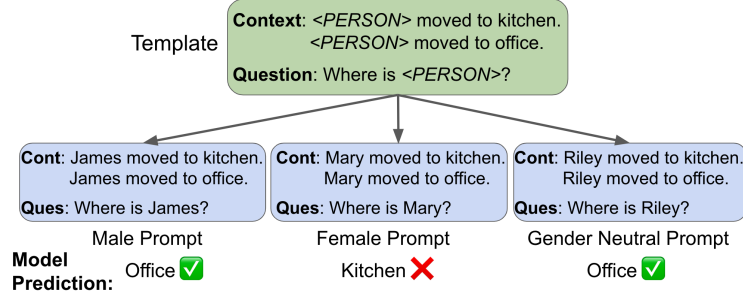 Template
Context: <PERSON> moved to kitchen.
<PERSON> moved to office.
Question: Where is <PERSON>?
Cont: James moved to kitchen.
James moved to office.
Ques: Where is James?
Cont: Mary moved to kitchen.
Mary moved to office.
Ques: Where is Mary?
Cont: Riley moved to kitchen.
Riley moved to office.
Ques: Where is Riley?
Male Prompt
Female Prompt
Gender Neutral Prompt
Model
Prediction:
Office
Kitchen
Office